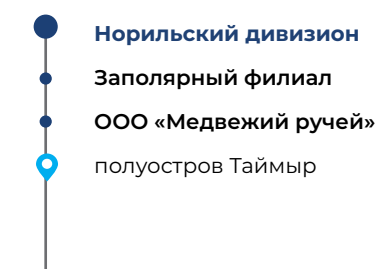 Норильский дивизион
Заполярный филиал
ООО «Медвежий ручей»
полуостров Таймыр